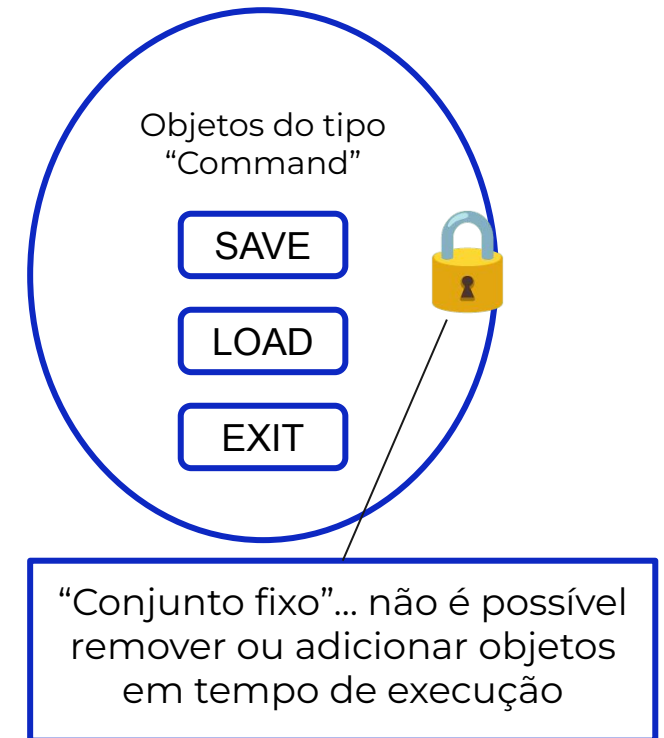 Objetos do tipo
“Command”
SAVE
LOAD
EXIT
“Conjunto fixo”... não é possível
remover ou adicionar objetos
em tempo de execução